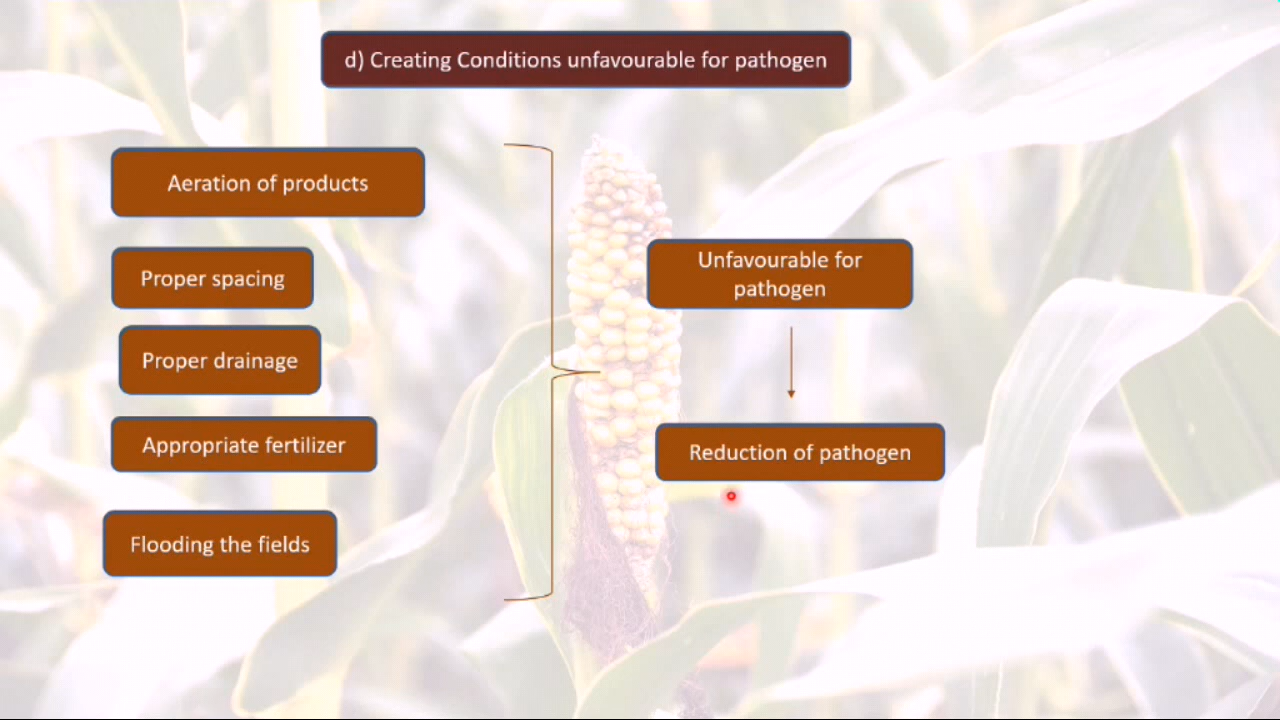 d) Creating Conditions unfavourable for pathogen
Aeration of products
Proper spacing
Proper drainage
Appropriate fertilizer
Flooding the fields
Unfavourable for
pathogen
Reduction of pathogen